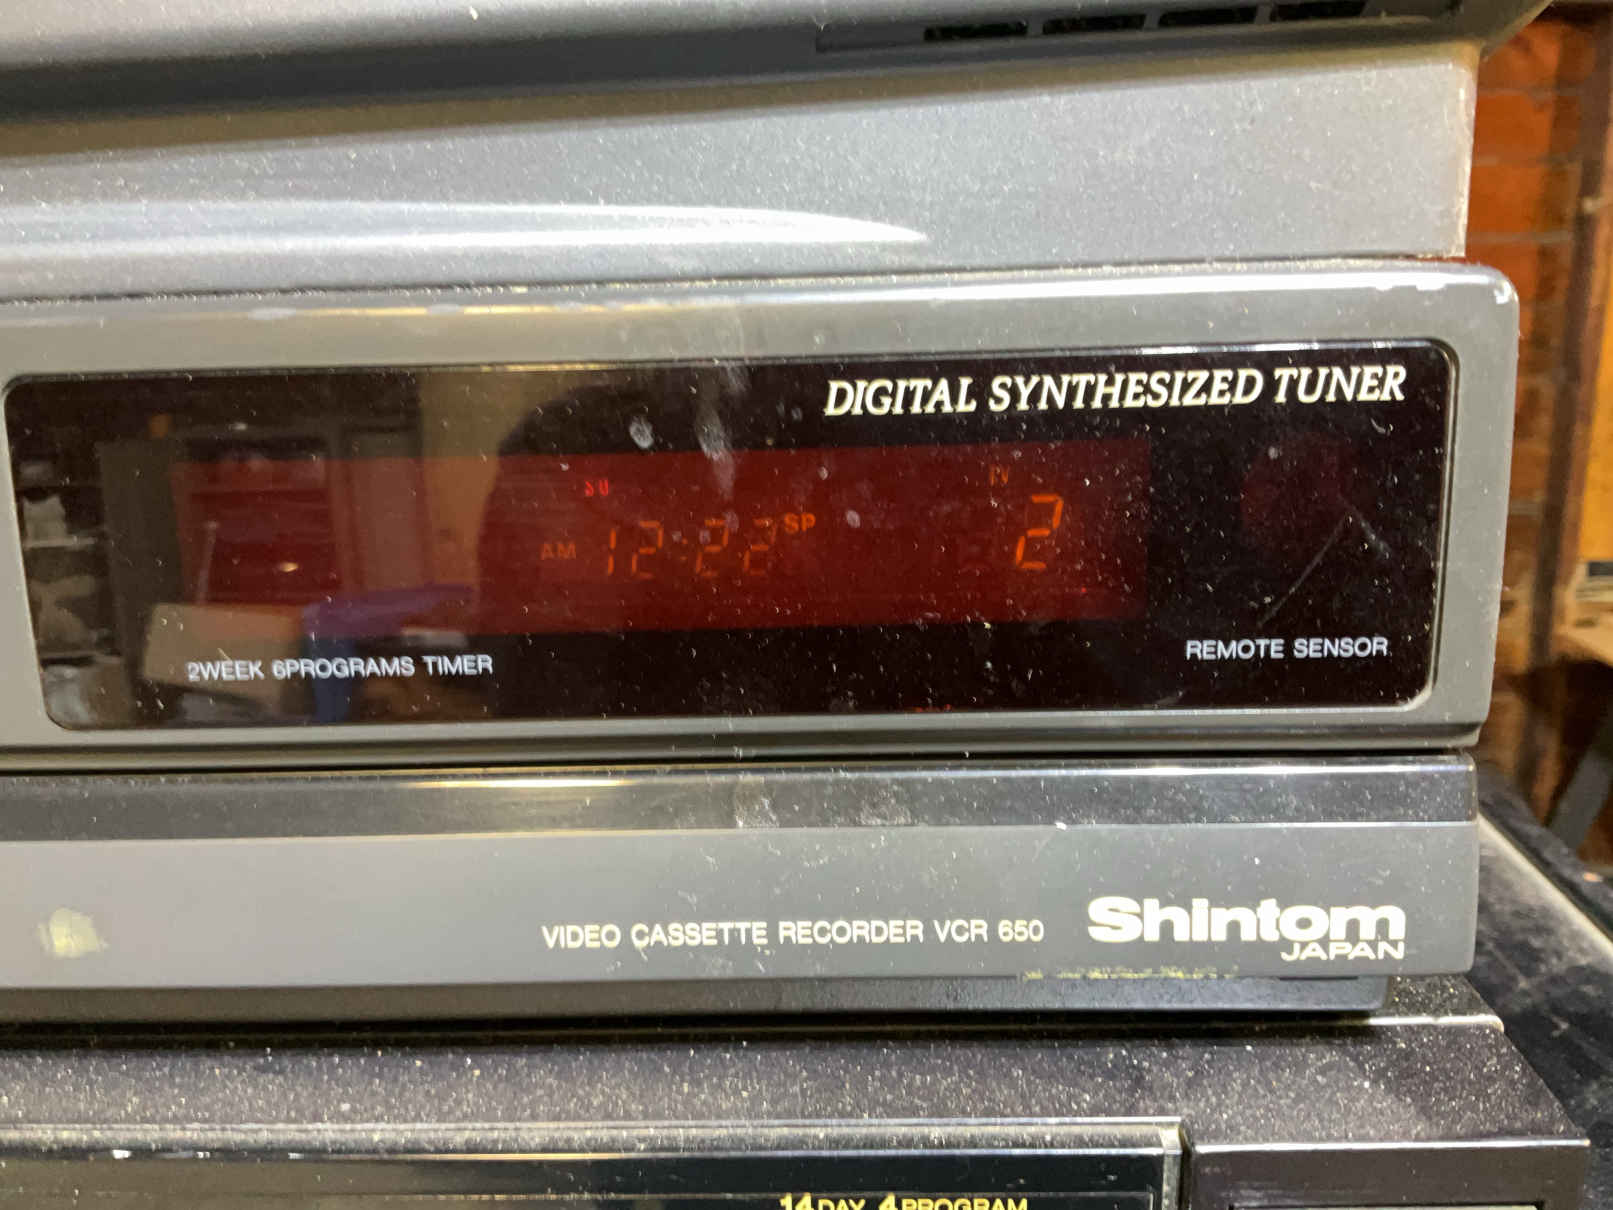 DIGITAL SYNTHESIZED TUNER
SU
TV
AM 12:22 SP 2
2WEEK 6PROGRAMS TIMER
REMOTE SENSOR
VIDEO CASSETTE RECORDER VCR 650
Shintom
JAPAN
14DAY 4PROGRAM